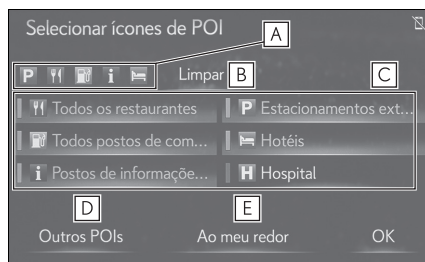 Selecionar ícones de POI
A
P i
Limpar
B
C
Todos os restaurantes
P Estacionamentos ext...
Todos postos de com...
Hotéis
i Postos de informaçõe...
H Hospital
D
E
Outros POIs
Ao meu redor
OK